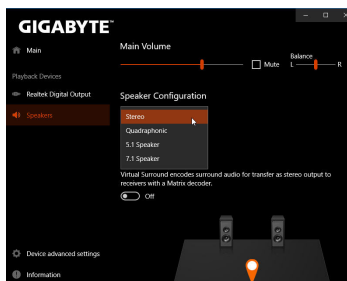 GIGABYTE™
Main
Playback Devices
Realtek Digital Output
Speakers
Device advanced settings
Information
Main Volume
Mute
Balance
L
R
Speaker Configuration
Stereo
Quadraphonic
5.1 Speaker
7.1 Speaker
Virtual Surround encodes surround audio for transfer as stereo output to
receivers with a Matrix decoder.
Off